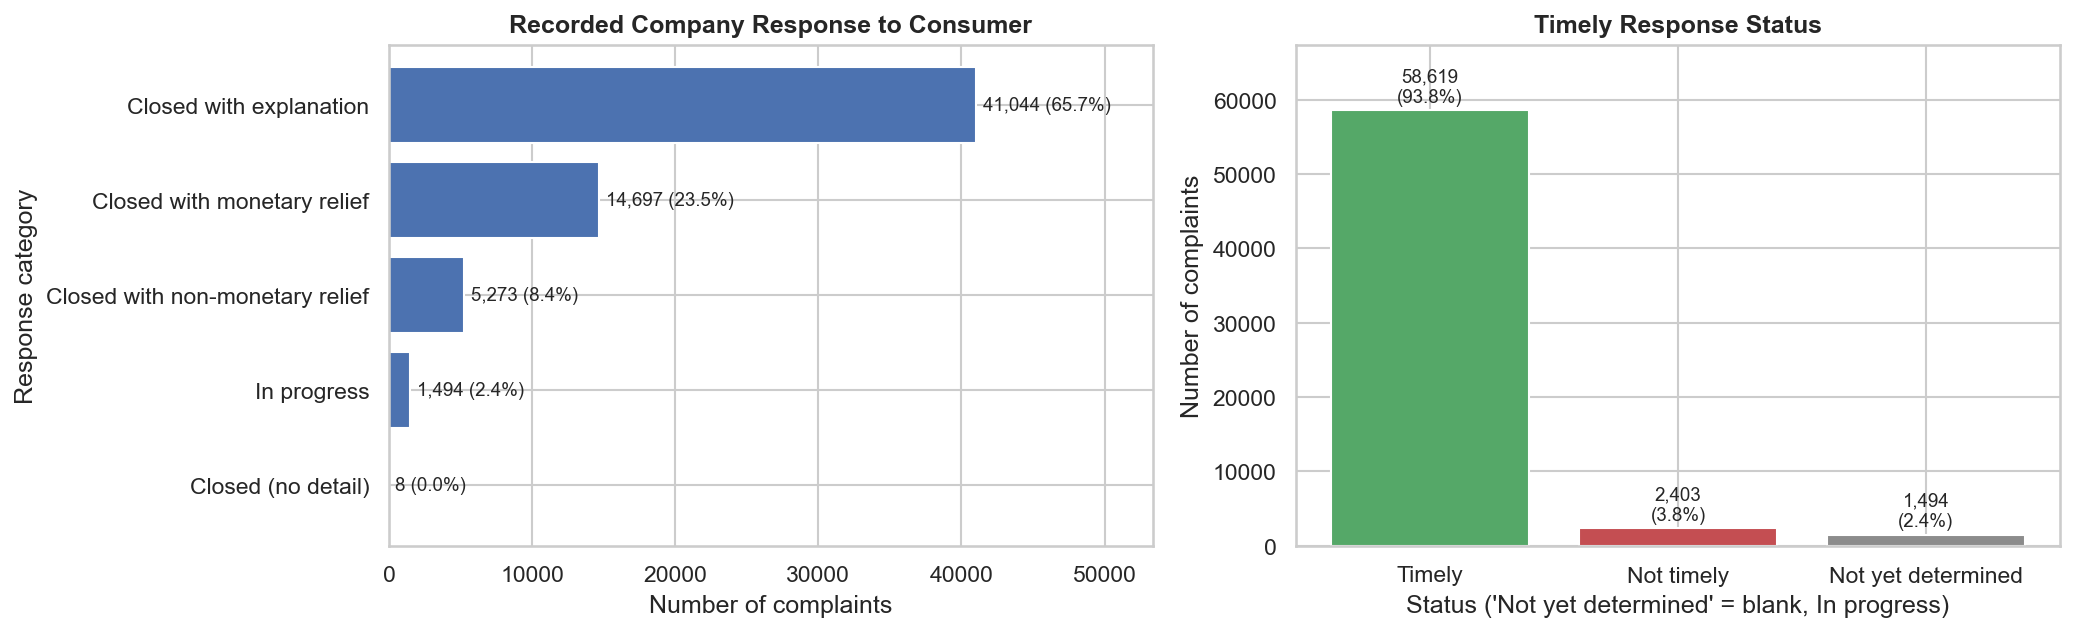 Recorded Company Response to Consumer
Response category
Closed with explanation
41,044 (65.7%)
Closed with monetary relief
14,697 (23.5%)
Closed with non-monetary relief
5,273 (8.4%)
In progress
1,494 (2.4%)
Closed (no detail)
8 (0.0%)
0 10000 20000 30000 40000 50000
Number of complaints
Timely Response Status
Number of complaints
60000
50000
40000
30000
20000
10000
0
58,619
(93.8%)
2,403
(3.8%)
1,494
(2.4%)
Timely Not timely Not yet determined
Status ('Not yet determined' = blank, In progress)